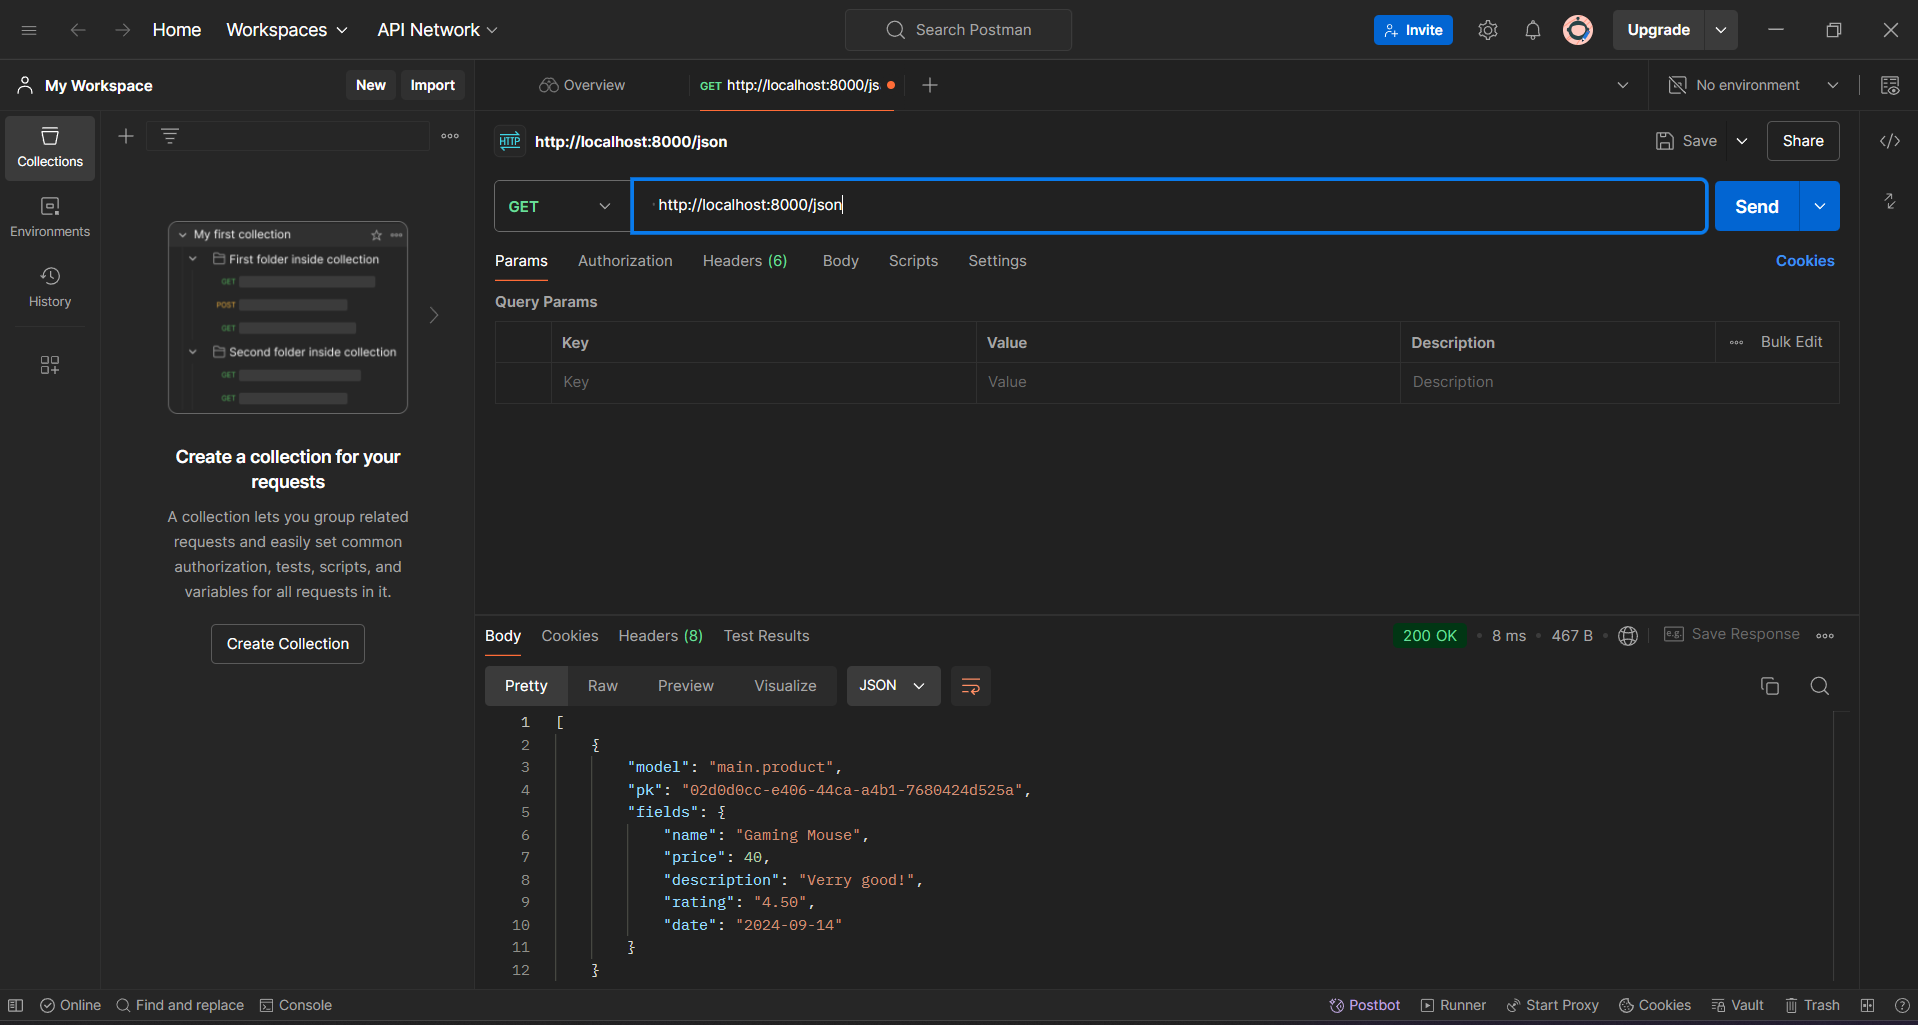 Home Workspaces API Network Search Postman Invite Upgrade
My Workspace New Import Overview GET http://localhost:8000/js No environment
Collections
Environments
History
My first collection
First folder inside collection
GET
POST
GET
Second folder inside collection
GET
GET
Create a collection for your
requests
A collection lets you group related
requests and easily set common
authorization, tests, scripts, and
variables for all requests in it.
Create Collection
HTTP http://localhost:8000/json Save Share
GET http://localhost:8000/json Send
Params Authorization Headers (6) Body Scripts Settings Cookies
Query Params
Key Value Description Bulk Edit
Key Value Description
Body Cookies Headers (8) Test Results 200 OK 8 ms 467 B e.g. Save Response
Pretty Raw Preview Visualize JSON
1 [
2 {
3 "model": "main.product",
4 "pk": "02d0d0cc-e406-44ca-a4b1-7680424d525a",
5 "fields": {
6 "name": "Gaming Mouse",
7 "price": 40,
8 "description": "Verry good!",
9 "rating": "4.50",
10 "date": "2024-09-14"
11 }
12 }
Online Find and replace Console Postbot Runner Start Proxy Cookies Vault Trash